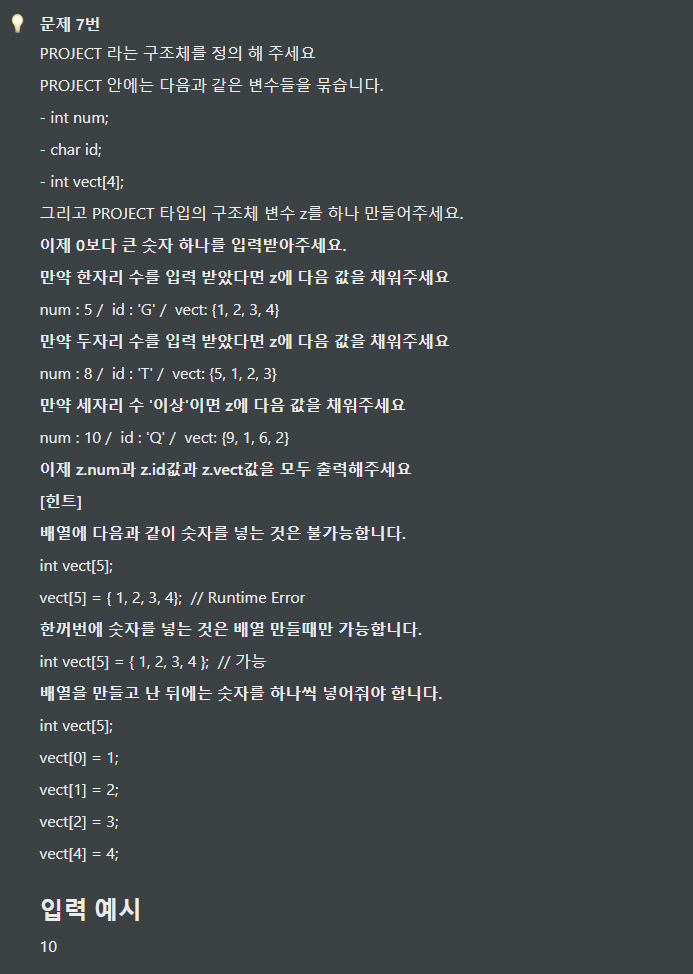 문제 7번
PROJECT 라는 구조체를 정의 해 주세요
PROJECT 안에는 다음과 같은 변수들을 묶습니다.
- int num;
- char id;
- int vect[4];
그리고 PROJECT 타입의 구조체 변수 z를 하나 만들어주세요.
이제 0보다 큰 숫자 하나를 입력받아주세요.
만약 한자리 수를 입력 받았다면 z에 다음 값을 채워주세요
num : 5 / id : 'G' / vect: {1, 2, 3, 4}
만약 두자리 수를 입력 받았다면 z에 다음 값을 채워주세요
num : 8 / id : 'T' / vect: {5, 1, 2, 3}
만약 세자리 수 '이상'이면 z에 다음 값을 채워주세요
num : 10 / id : 'Q' / vect: {9, 1, 6, 2}
이제 z.num과 z.id값과 z.vect값을 모두 출력해주세요
[힌트]
배열에 다음과 같이 숫자를 넣는 것은 불가능합니다.
int vect[5];
vect[5] = { 1, 2, 3, 4}; // Runtime Error
한꺼번에 숫자를 넣는 것은 배열 만들때만 가능합니다.
int vect[5] = { 1, 2, 3, 4 }; // 가능
배열을 만들고 난 뒤에는 숫자를 하나씩 넣어줘야 합니다.
int vect[5];
vect[0] = 1;
vect[1] = 2;
vect[2] = 3;
vect[4] = 4;
입력 예시
10